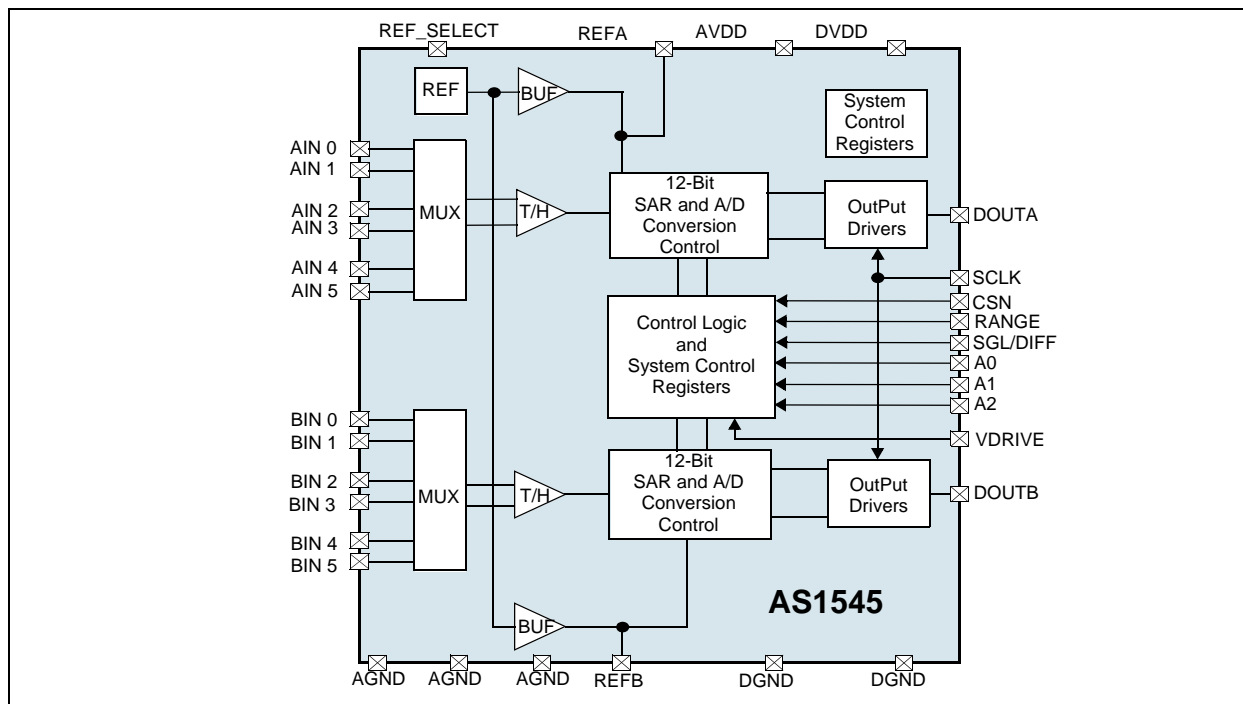 REF_SELECT
REFA
AVDD
DVDD
REF
BUF
System
Control
Registers
AIN 0
AIN 1
AIN 2
AIN 3
AIN 4
AIN 5
MUX
T/H
12-Bit
SAR and A/D
Conversion
Control
OutPut
Drivers
DOUTA
SCLK
CSN
RANGE
SGL/DIFF
A0
A1
A2
VDRIVE
Control Logic
and
System Control
Registers
BIN 0
BIN 1
BIN 2
BIN 3
BIN 4
BIN 5
MUX
T/H
12-Bit
SAR and A/D
Conversion
Control
OutPut
Drivers
DOUTB
BUF
AS1545
AGND
AGND
AGND
REFB
DGND
DGND